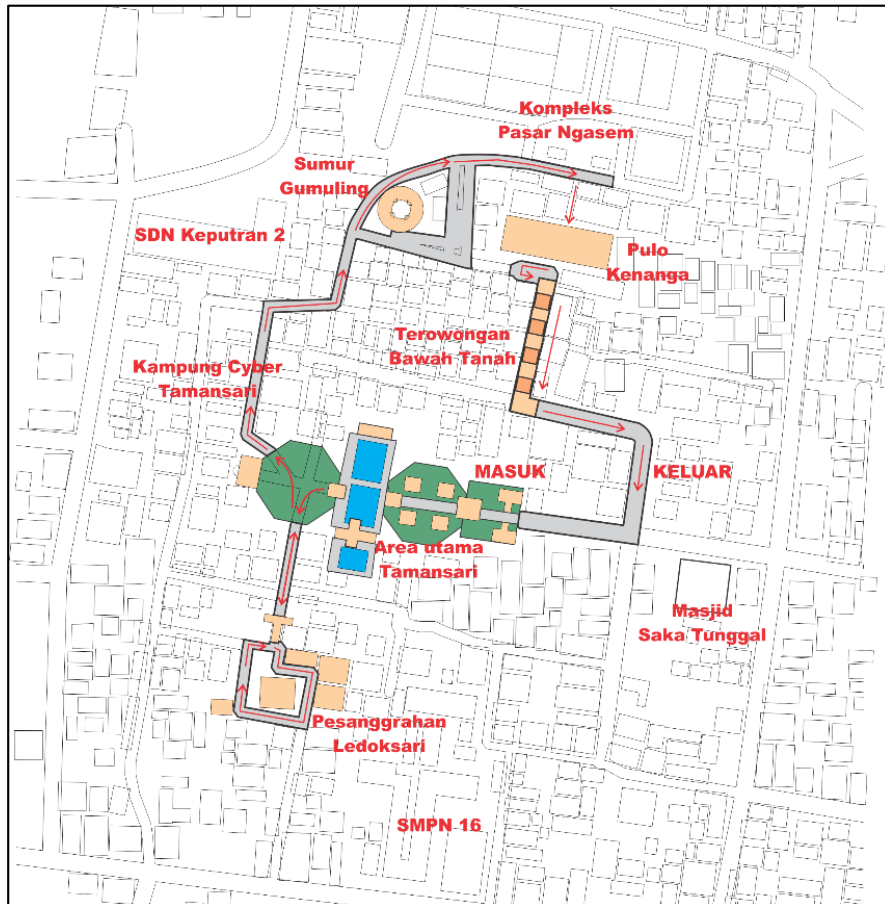 Kompleks
Pasar Ngasem
Sumur
Gumuling
SDN Keputran 2
Pulo
Kenanga
Terowongan
Bawah Tanah
Kampung Cyber
Tamansari
MASUK
KELUAR
Area utama
Tamansari
Masjid
Saka Tunggal
Pesanggrahan
Ledoksari
SMPN 16